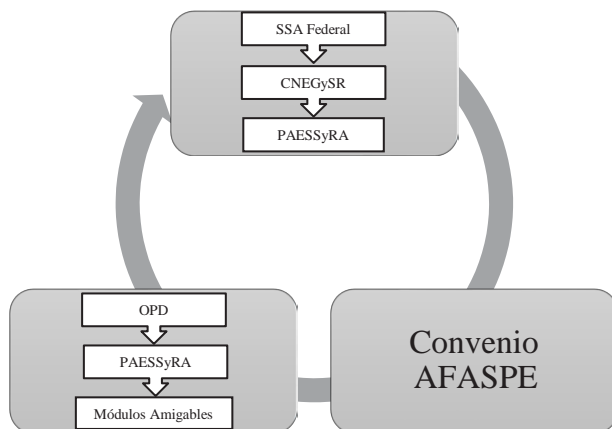 SSA Federal
CNEGySR
PAESSyRA
OPD
PAESSyRA
Módulos Amigables
Convenio
AFASPE